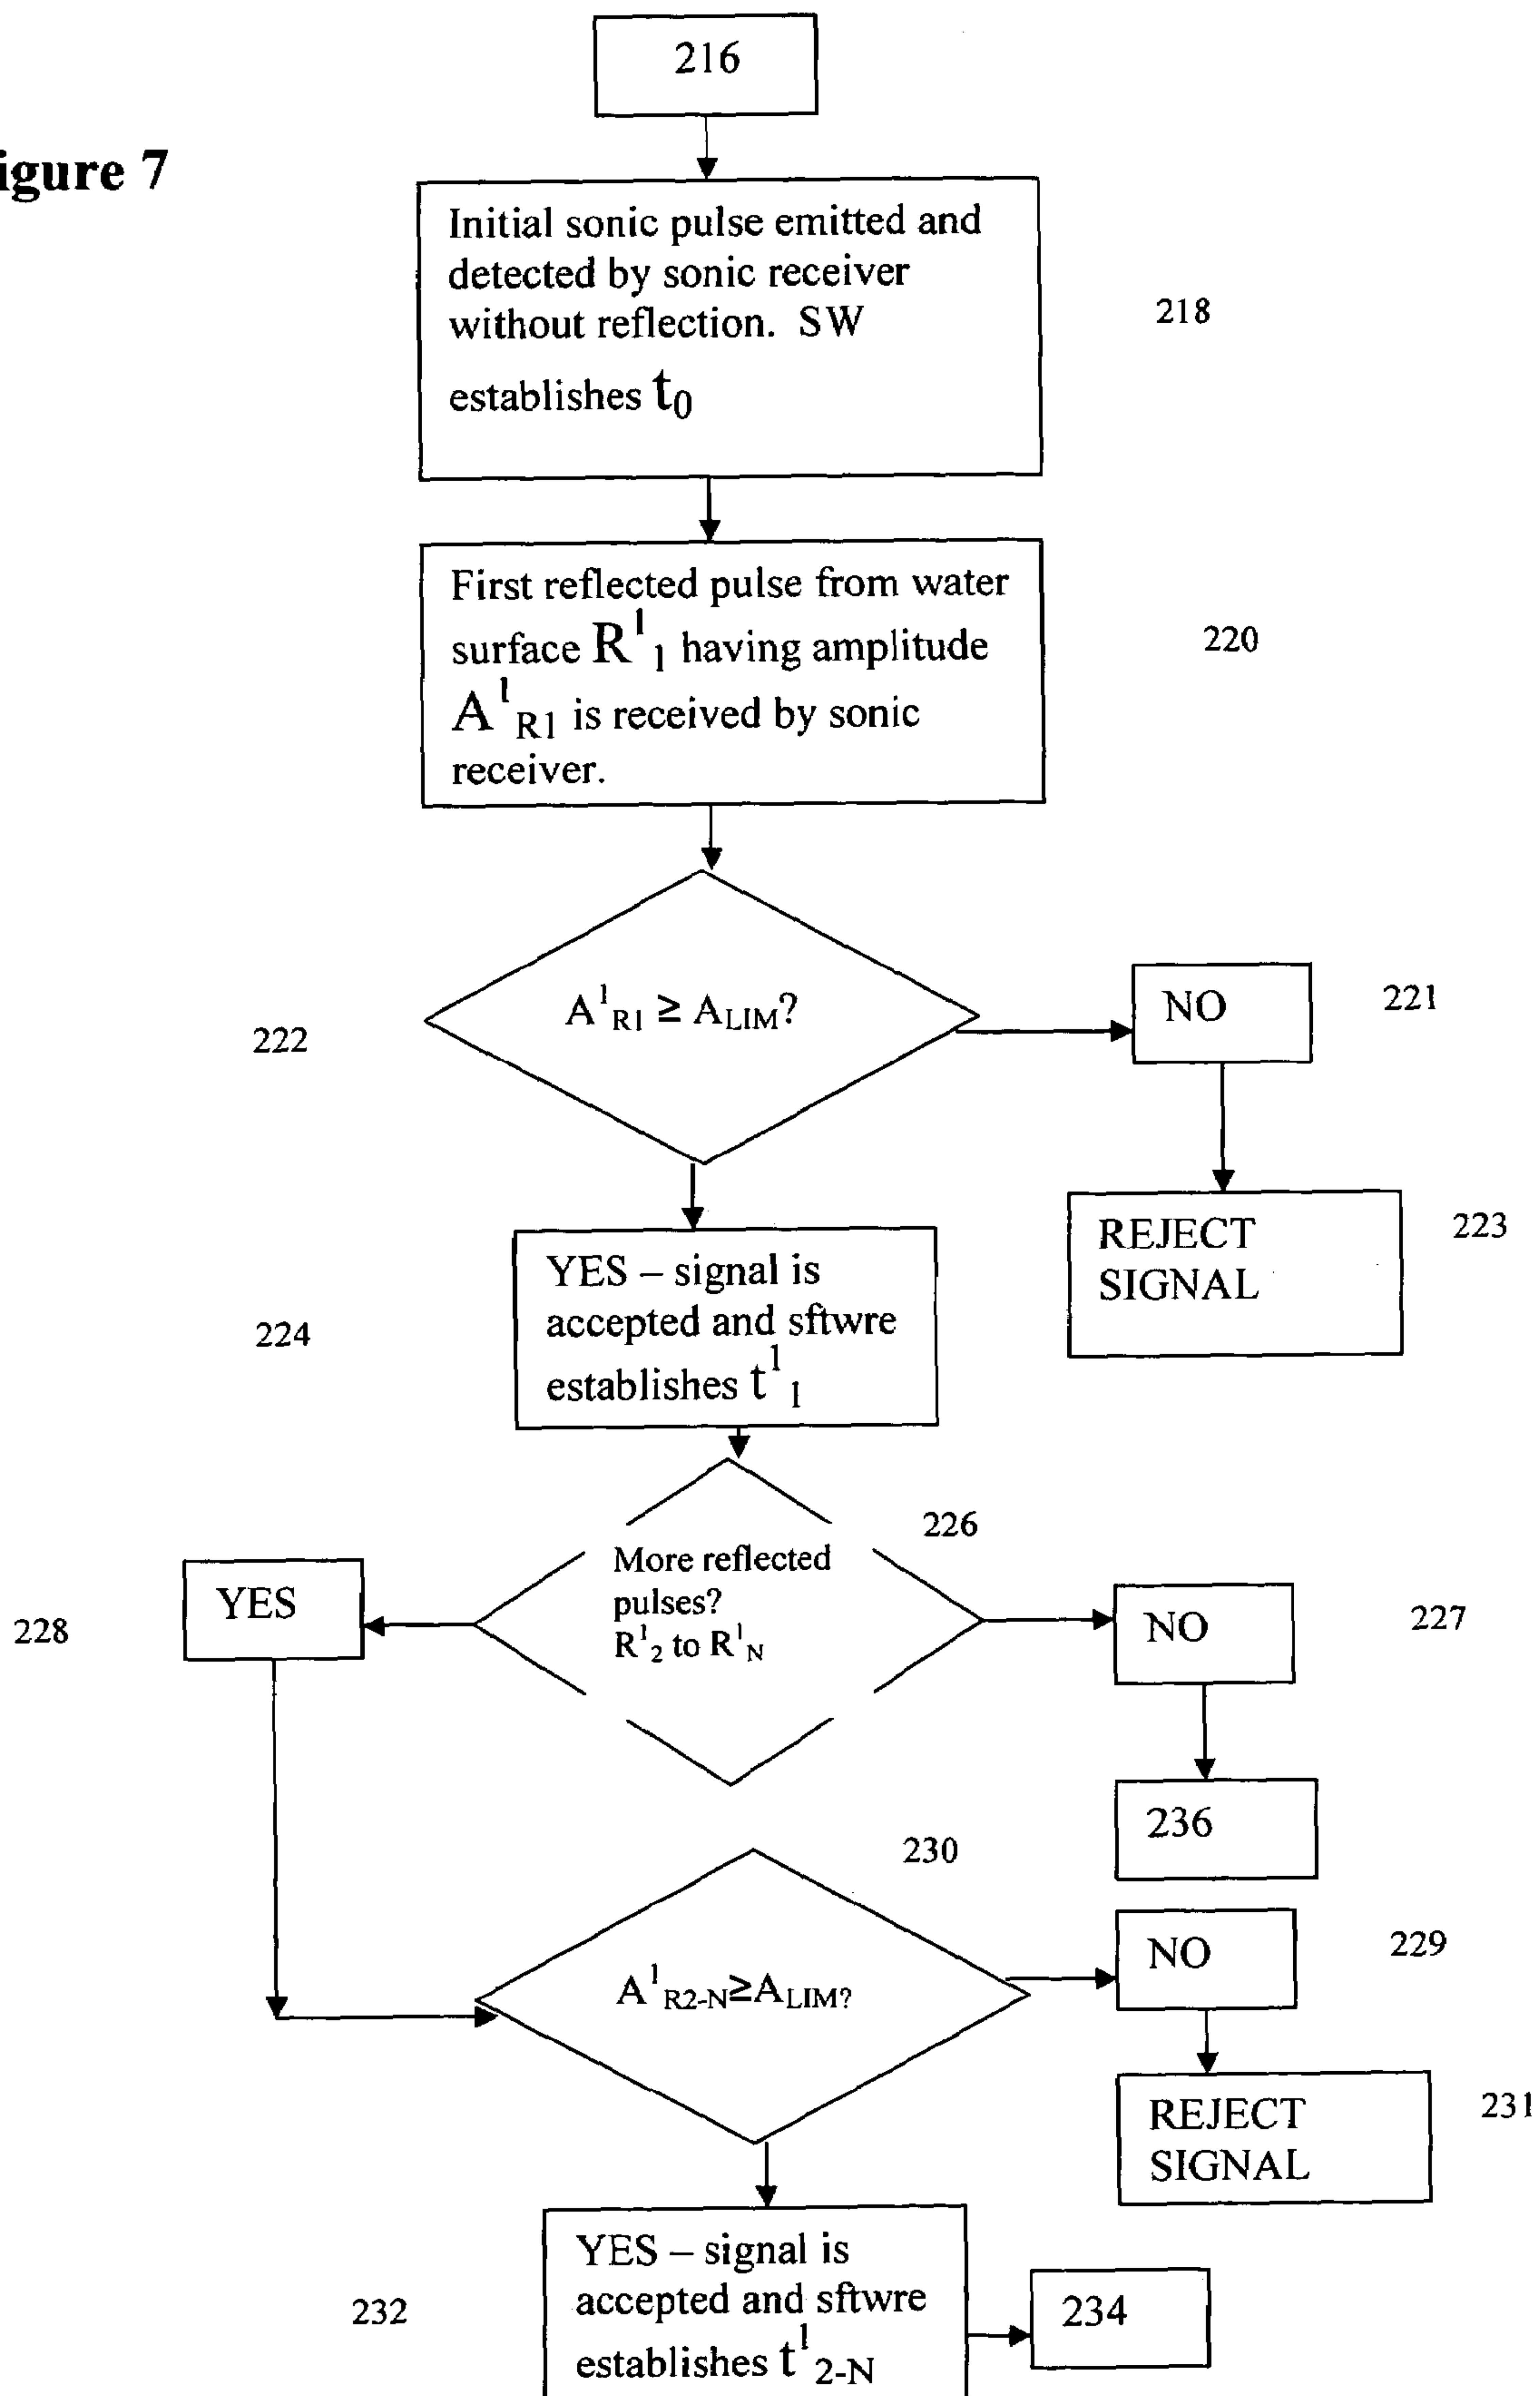 216
igure 7
Initial sonic pulse emitted and
detected by sonic receiver
without reflection. SW
establishes t₀
218
First reflected pulse from water
surface R¹₁ having amplitude
A¹R1 is received by sonic
receiver.
220
A¹R1 ≥ ALIM?
222
NO
221
REJECT
SIGNAL
223
YES – signal is
accepted and sftwre
establishes t¹₁
224
More reflected
pulses?
R¹₂ to R¹N
226
YES
228
NO
227
236
A¹R2-N≥ALIM?
230
NO
229
REJECT
SIGNAL
231
YES – signal is
accepted and sftwre
establishes t¹2-N
232
234